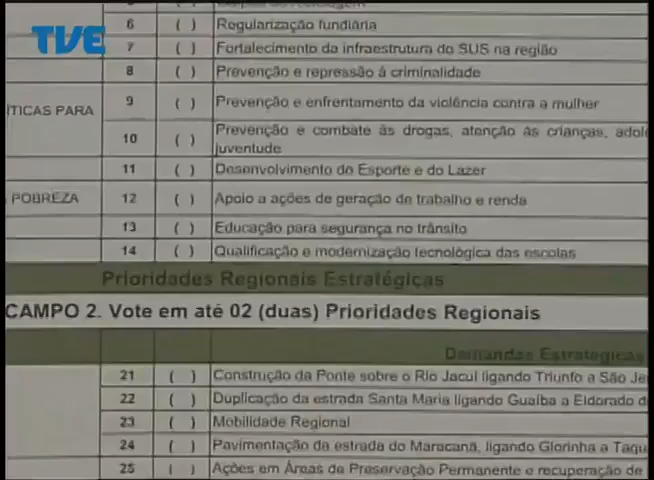 TVE
6 ( ) Regularização fundiária
7 ( ) Fortalecimento da infraestrutura do SUS na região
8 ( ) Prevenção e repressão à criminalidade
ÍTICAS PARA 9 ( ) Prevenção e enfrentamento da violência contra a mulher
10 ( ) Prevenção e combate às drogas, atenção às crianças, adol
juventude
11 ( ) Desenvolvimento do Esporte e do Lazer
POBREZA 12 ( ) Apoio a ações de geração de trabalho e renda
13 ( ) Educação para segurança no trânsito
14 ( ) Qualificação e modernização tecnológica das escolas
Prioridades Regionais Estratégicas
CAMPO 2. Vote em até 02 (duas) Prioridades Regionais
Demandas Estratégicas
21 ( ) Construção da Ponte sobre o Rio Jacuí ligando Triunfo a São Je
22 ( ) Duplicação da estrada Santa Maria ligando Guaíba a Eldorado d
23 ( ) Mobilidade Regional
24 ( ) Pavimentação da estrada do Maracanã, ligando Glorinha a Taqu
25 ( ) Ações em Áreas de Preservação Permanente e recuperação de